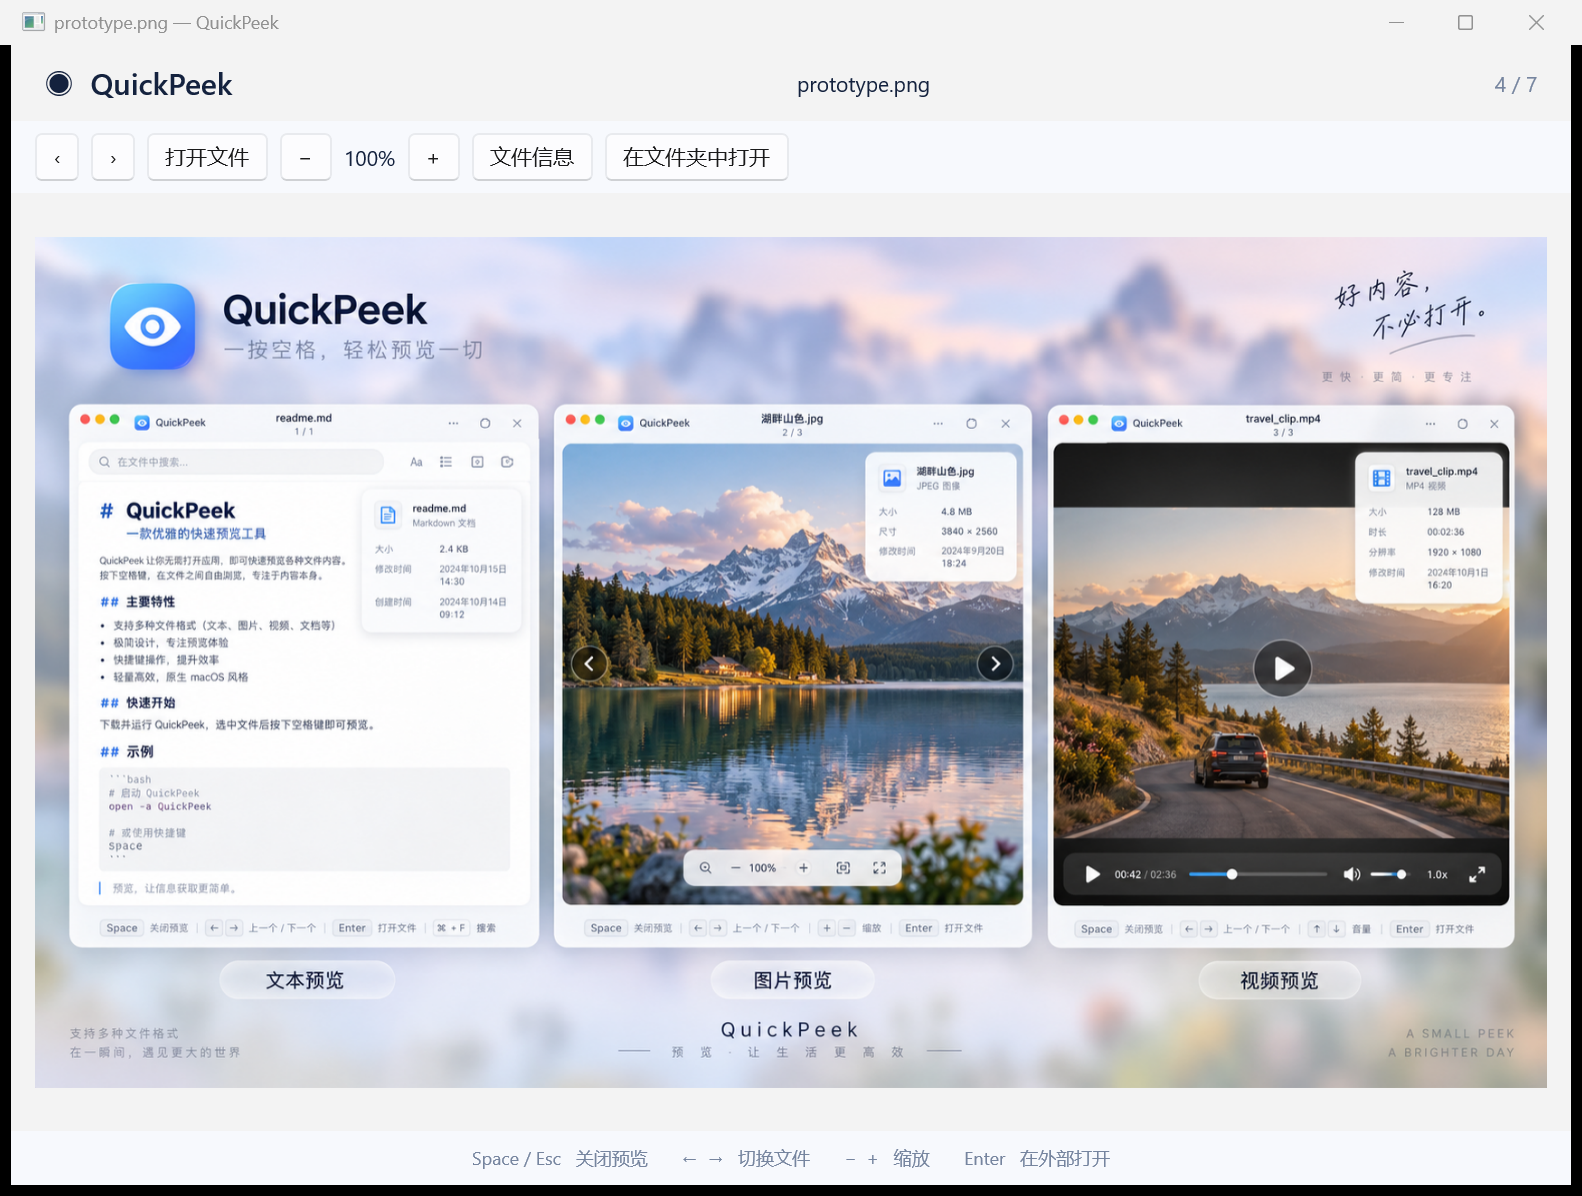 prototype.png — QuickPeek
QuickPeek
prototype.png
4 / 7
‹ › 打开文件 − 100% + 文件信息 在文件夹中打开
QuickPeek
一按空格，轻松预览一切
好内容，
不必打开。
更快 · 更简 · 更专注
QuickPeek
readme.md
1 / 1
在文件中搜索...
Aa
# QuickPeek
一款优雅的快速预览工具
QuickPeek 让你无需打开应用，即可快速预览各种文件内容。
按下空格键，在文件之间自由浏览，专注于内容本身。
## 主要特性
• 支持多种文件格式（文本、图片、视频、文档等）
• 极简设计，专注预览体验
• 快捷键操作，提升效率
• 轻量高效，原生 macOS 风格
## 快速开始
下载并运行 QuickPeek，选中文件后按下空格键即可预览。
## 示例
```bash
# 启动 QuickPeek
open -a QuickPeek
# 或使用快捷键
Space
```
预览，让信息获取更简单。
readme.md
Markdown 文档
大小 2.4 KB
修改时间 2024年10月15日
14:30
创建时间 2024年10月14日
09:12
Space 关闭预览 | ← → 上一个 / 下一个 | Enter 打开文件 | ⌘ + F 搜索
文本预览
QuickPeek
湖畔山色.jpg
2 / 3
湖畔山色.jpg
JPEG 图像
大小 4.8 MB
尺寸 3840 × 2560
修改时间 2024年9月20日
18:24
− 100% +
Space 关闭预览 | ← → 上一个 / 下一个 | + − 缩放 | Enter 打开文件
图片预览
QuickPeek
travel_clip.mp4
3 / 3
travel_clip.mp4
MP4 视频
大小 128 MB
时长 00:02:36
分辨率 1920 × 1080
修改时间 2024年10月1日
16:20
00:42 / 02:36
1.0x
Space 关闭预览 | ← → 上一个 / 下一个 | ↑ ↓ 音量 | Enter 打开文件
视频预览
支持多种文件格式
在一瞬间，遇见更大的世界
QuickPeek
预览 · 让生活更高效
A SMALL PEEK
A BRIGHTER DAY
Space / Esc 关闭预览 ← → 切换文件 − + 缩放 Enter 在外部打开